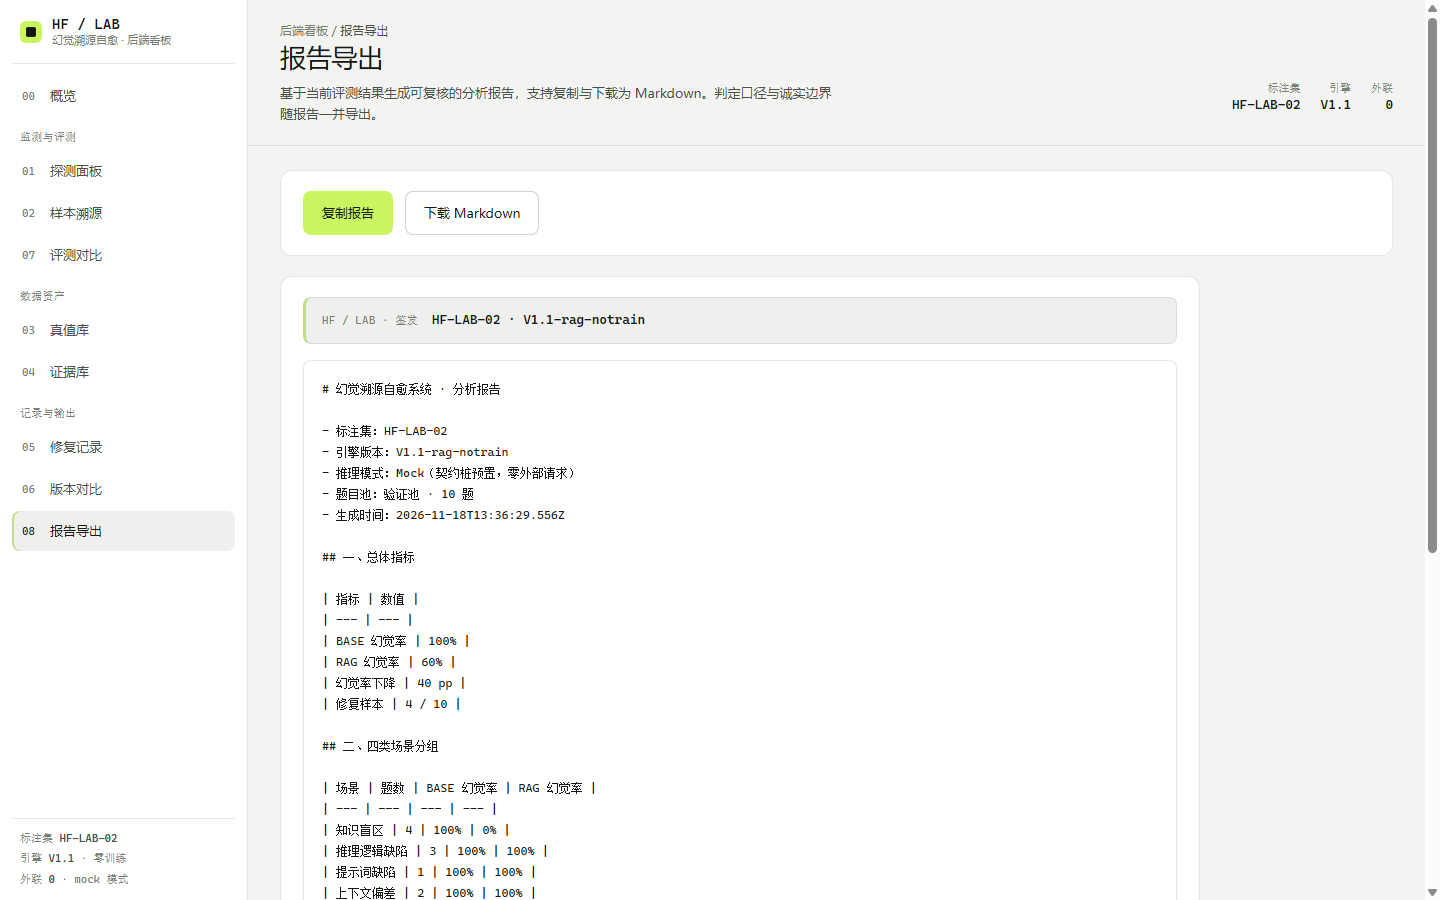 HF / LAB
幻觉溯源自愈 · 后端看板
00 概览
监测与评测
01 探测面板
02 样本溯源
07 评测对比
数据资产
03 真值库
04 证据库
记录与输出
05 修复记录
06 版本对比
08 报告导出
标注集 HF-LAB-02
引擎 V1.1 · 零训练
外联 0 · mock 模式
后端看板 / 报告导出
报告导出
基于当前评测结果生成可复核的分析报告，支持复制与下载为 Markdown。判定口径与诚实边界
随报告一并导出。
标注集 引擎 外联
HF-LAB-02 V1.1 0
复制报告 下载 Markdown
HF / LAB · 签发 HF-LAB-02 · V1.1-rag-notrain
# 幻觉溯源自愈系统 · 分析报告
- 标注集：HF-LAB-02
- 引擎版本：V1.1-rag-notrain
- 推理模式：Mock（契约桩预置，零外部请求）
- 题目池：验证池 · 10 题
- 生成时间：2026-11-18T13:36:29.556Z
## 一、总体指标
| 指标 | 数值 |
| --- | --- |
| BASE 幻觉率 | 100% |
| RAG 幻觉率 | 60% |
| 幻觉率下降 | 40 pp |
| 修复样本 | 4 / 10 |
## 二、四类场景分组
| 场景 | 题数 | BASE 幻觉率 | RAG 幻觉率 |
| --- | --- | --- | --- |
| 知识盲区 | 4 | 100% | 0% |
| 推理逻辑缺陷 | 3 | 100% | 100% |
| 提示词缺陷 | 1 | 100% | 100% |
| 上下文偏差 | 2 | 100% | 100% |